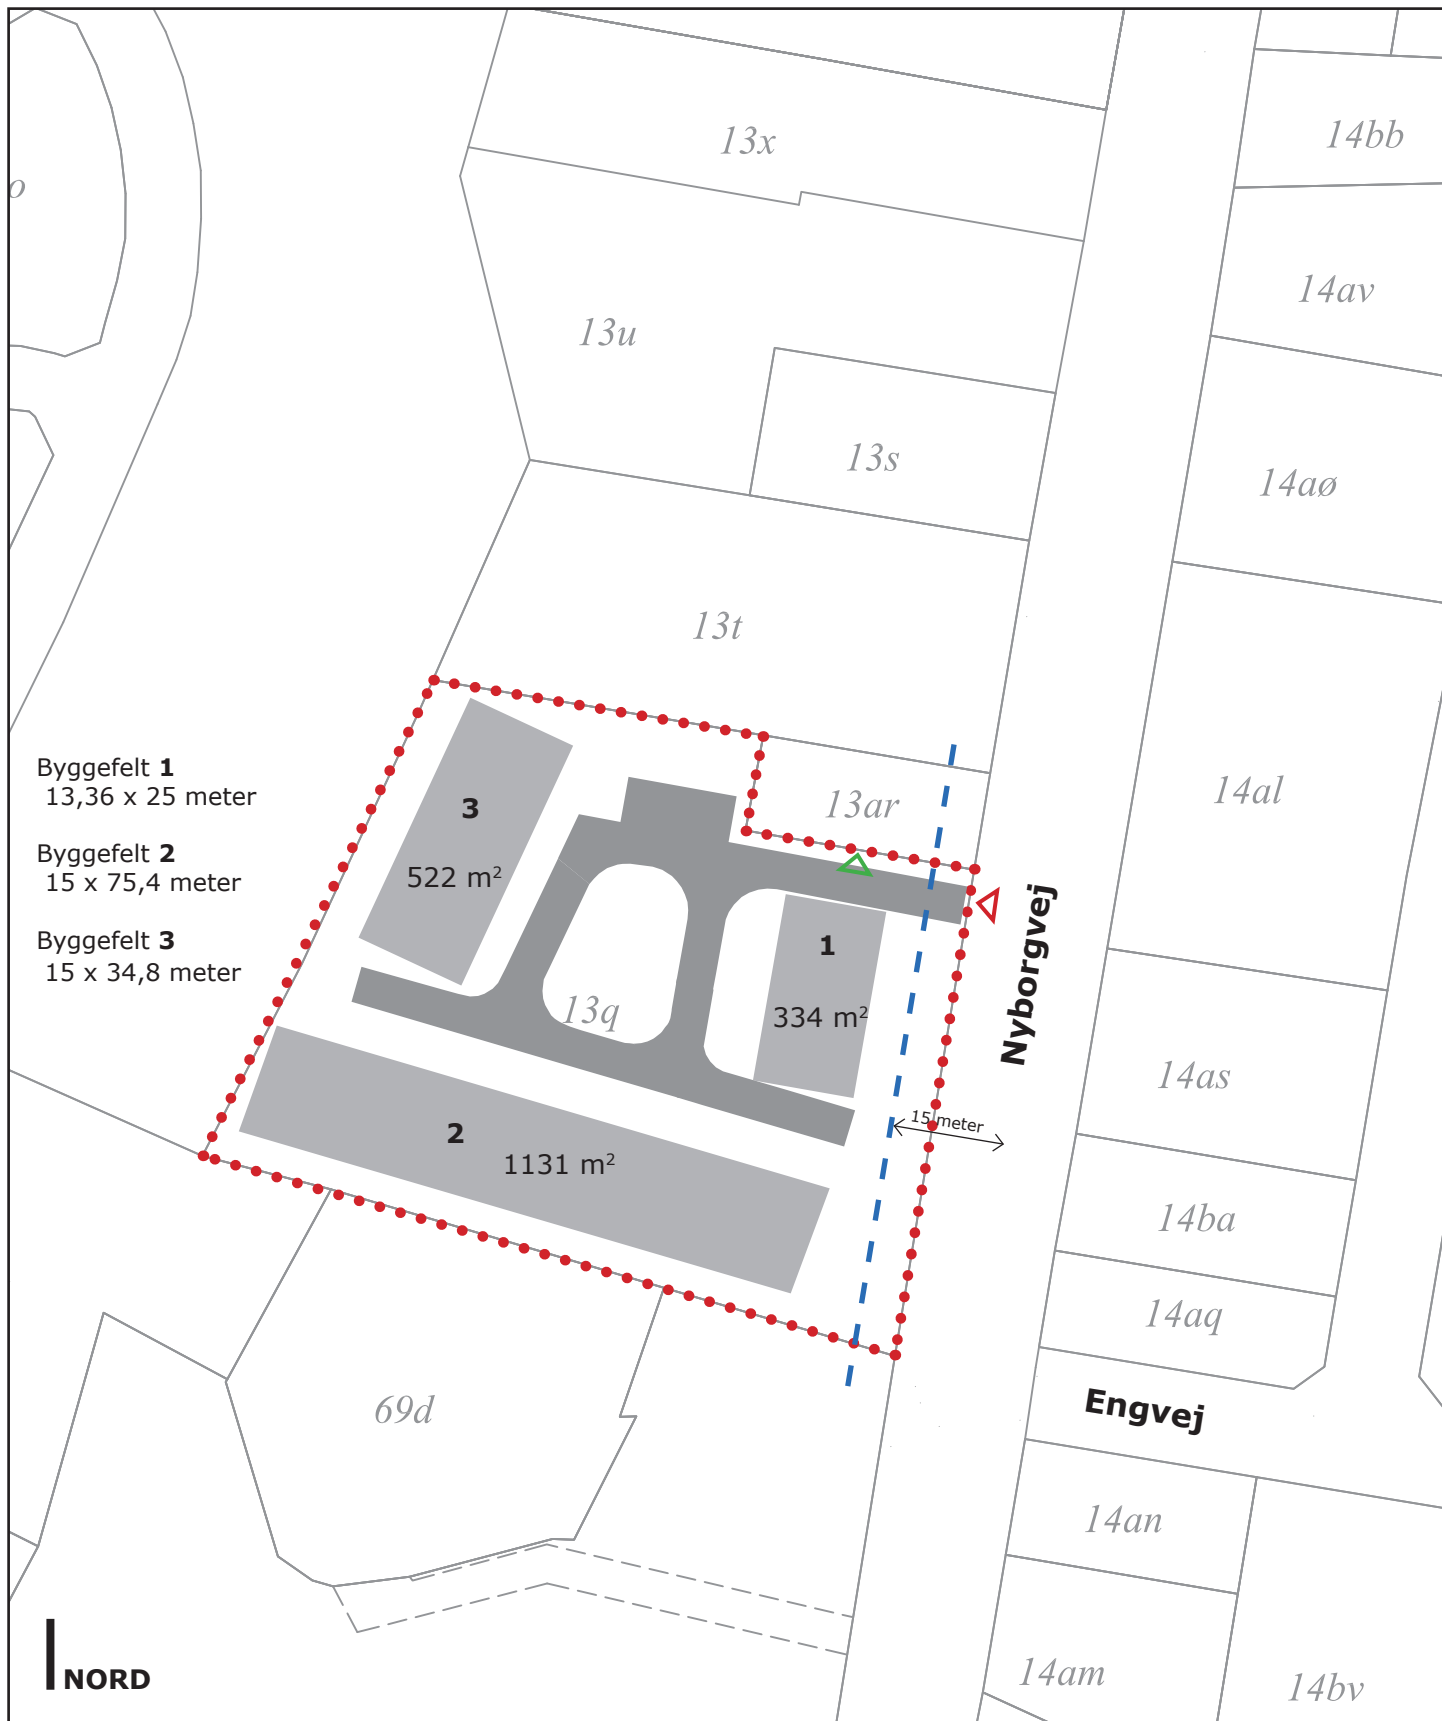 13x
14bb
o
14av
13u
13s
14aø
13t
Byggefelt 1
13,36 x 25 meter
Byggefelt 2
15 x 75,4 meter
Byggefelt 3
15 x 34,8 meter
3
522 m²
13ar
14al
1
334 m²
13q
Nyborgvej
15 meter
14as
2
1131 m²
14ba
14aq
69d
Engvej
14an
14am
14bv
NORD